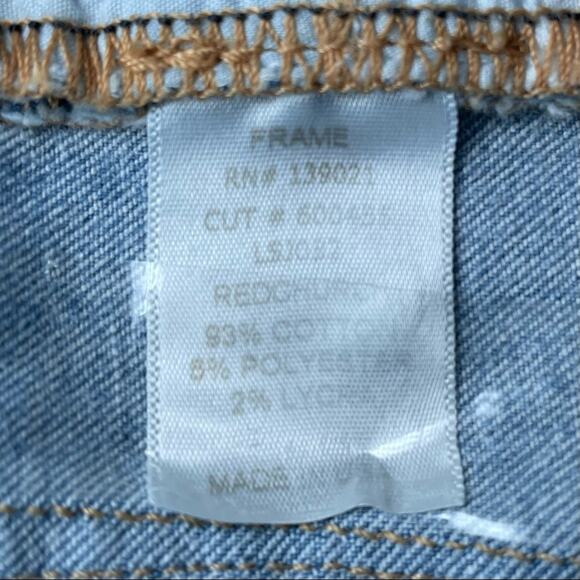 FRAME
RN# 139021
CUT #
REDCHURCH
93% COTTON
5% POLYESTER
2% LYCRA
MADE